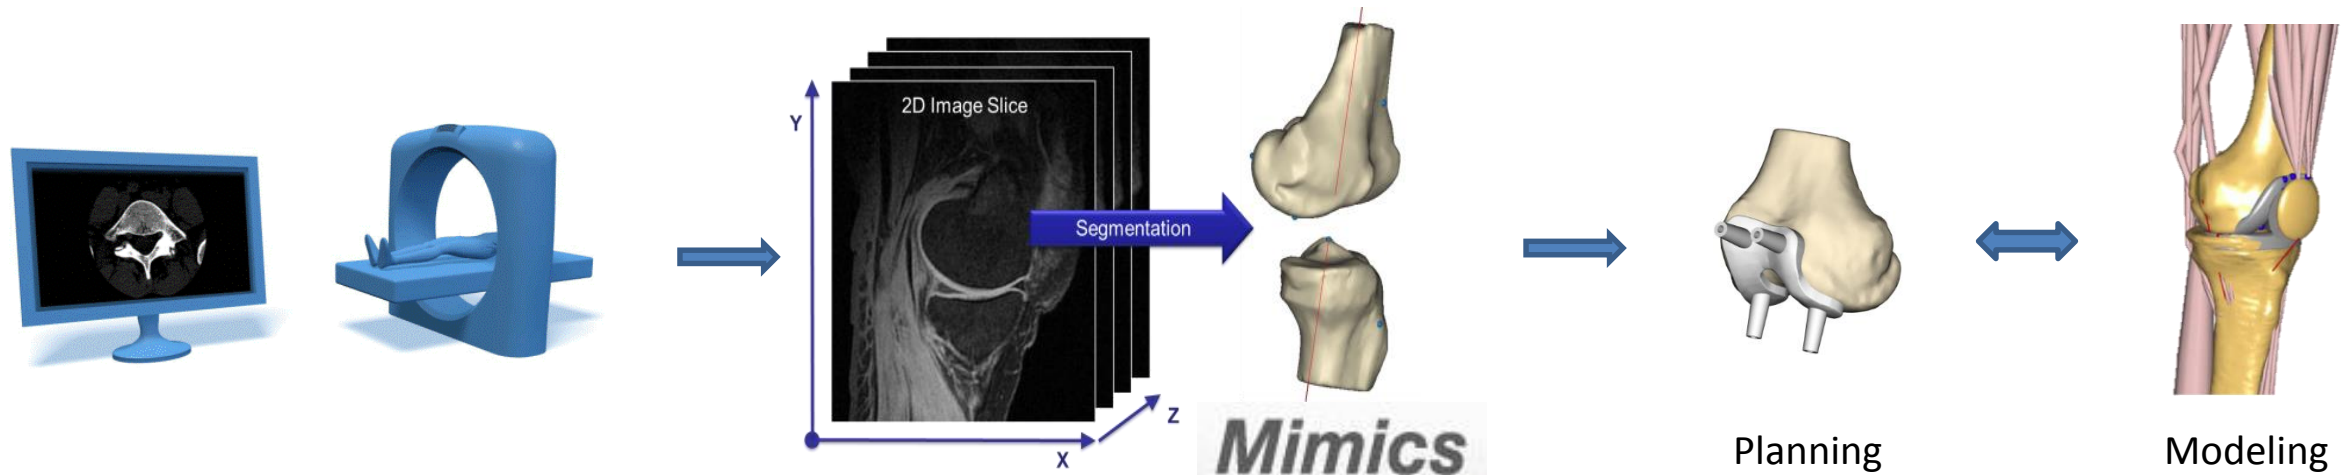 2D Image Slice
Y
Segmentation
Z
X
Mimics
Planning
Modeling